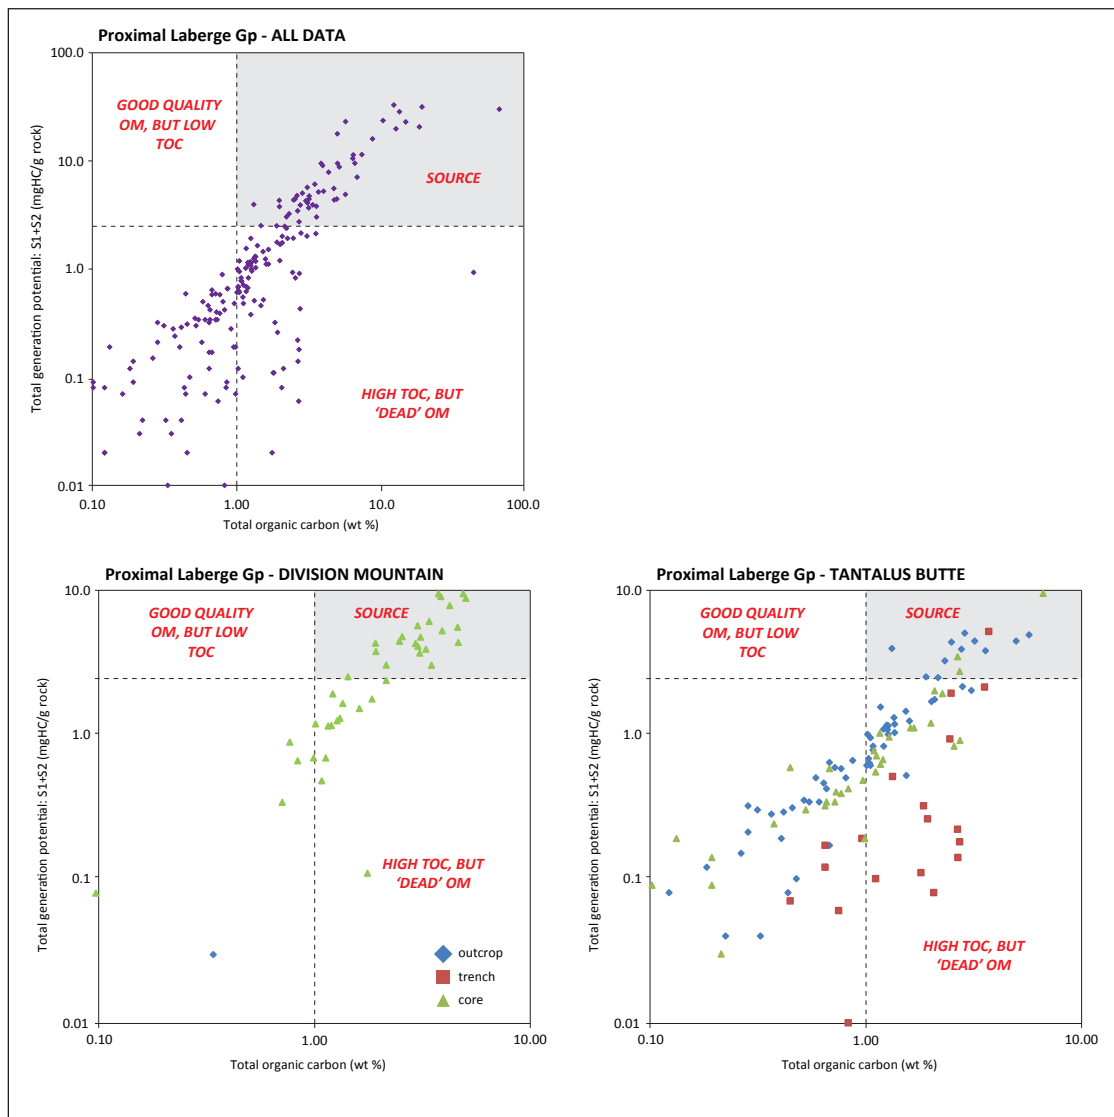 Proximal Laberge Gp - ALL DATA
100.0
10.0
1.0
0.1
0.01
Total generation potential: S1+S2 (mgHC/g rock)
GOOD QUALITY
OM, BUT LOW
TOC
SOURCE
HIGH TOC, BUT
‘DEAD’ OM
0.10
1.00
10.0
100.0
Total organic carbon (wt %)
Proximal Laberge Gp - DIVISION MOUNTAIN
10.0
1.0
0.1
0.01
Total generation potential: S1+S2 (mgHC/g rock)
GOOD QUALITY
OM, BUT LOW
TOC
SOURCE
HIGH TOC, BUT
‘DEAD’ OM
outcrop
trench
core
0.10
1.00
10.00
Total organic carbon (wt %)
Proximal Laberge Gp - TANTALUS BUTTE
10.0
1.0
0.1
0.01
Total generation potential: S1+S2 (mgHC/g rock)
GOOD QUALITY
OM, BUT LOW
TOC
SOURCE
HIGH TOC, BUT
‘DEAD’ OM
0.10
1.00
10.00
Total organic carbon (wt %)